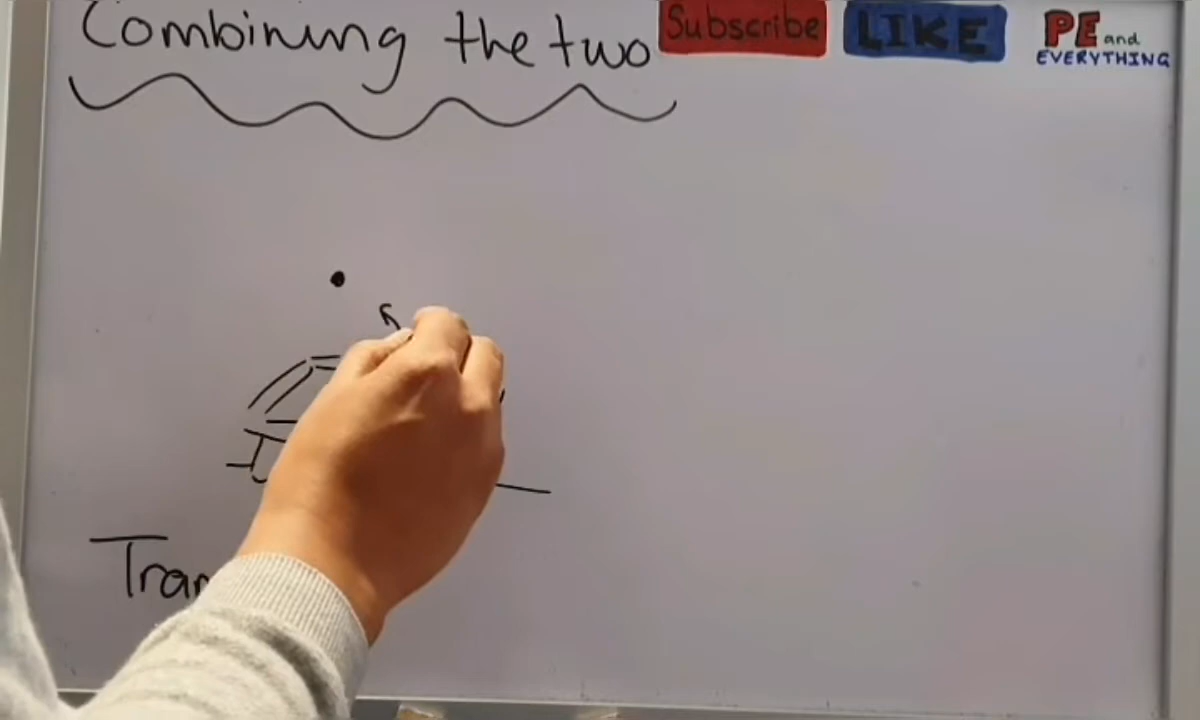 Combining the two
Subscribe
LIKE
PE and
EVERYTHING